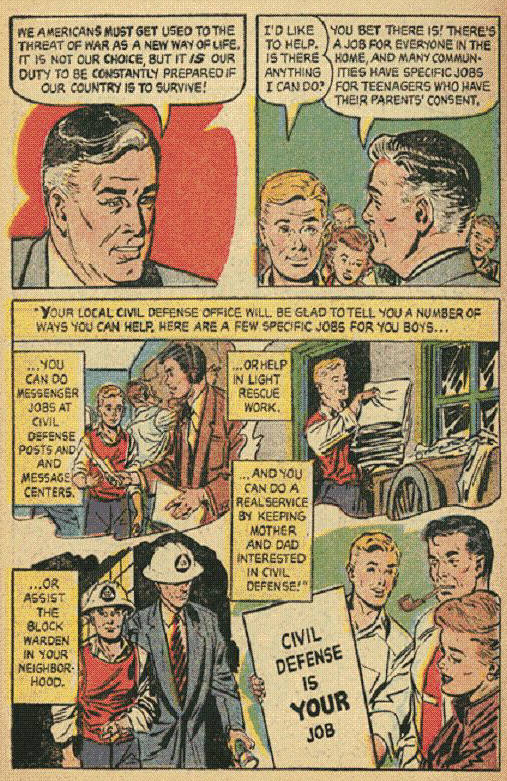 WE AMERICANS MUST GET USED TO THE
THREAT OF WAR AS A NEW WAY OF LIFE.
IT IS NOT OUR CHOICE, BUT IT IS OUR
DUTY TO BE CONSTANTLY PREPARED IF
OUR COUNTRY IS TO SURVIVE!
I'D LIKE
TO HELP.
IS THERE
ANYTHING
I CAN DO?
YOU BET THERE IS! THERE'S
A JOB FOR EVERYONE IN THE
HOME, AND MANY COMMUN-
ITIES HAVE SPECIFIC JOBS
FOR TEENAGERS WHO HAVE
THEIR PARENTS' CONSENT.
"YOUR LOCAL CIVIL DEFENSE OFFICE WILL BE GLAD TO TELL YOU A NUMBER OF
WAYS YOU CAN HELP. HERE ARE A FEW SPECIFIC JOBS FOR YOU BOYS...
...YOU
CAN DO
MESSENGER
JOBS AT
CIVIL
DEFENSE
POSTS AND
AND
MESSAGE
CENTERS.
...OR HELP
IN LIGHT
RESCUE
WORK.
...OR
ASSIST
THE
BLOCK
WARDEN
IN YOUR
NEIGHBOR-
HOOD.
...AND YOU
CAN DO A
REAL SERVICE
BY KEEPING
MOTHER
AND DAD
INTERESTED
IN CIVIL
DEFENSE!"
CIVIL
DEFENSE
IS
YOUR
JOB